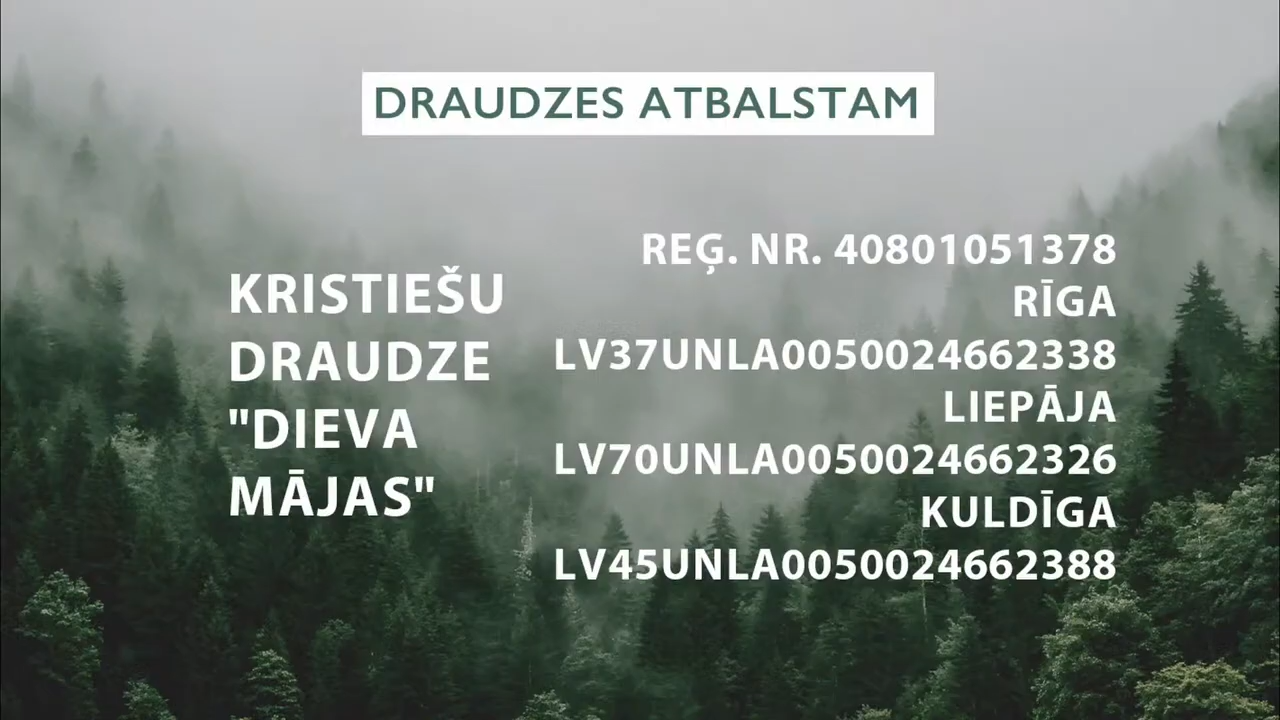 DRAUDZES ATBALSTAM
KRISTIEŠU
DRAUDZE
"DIEVA
MĀJAS"
REĢ. NR. 40801051378
RĪGA
LV37UNLA0050024662338
LIEPĀJA
LV70UNLA0050024662326
KULDĪGA
LV45UNLA0050024662388